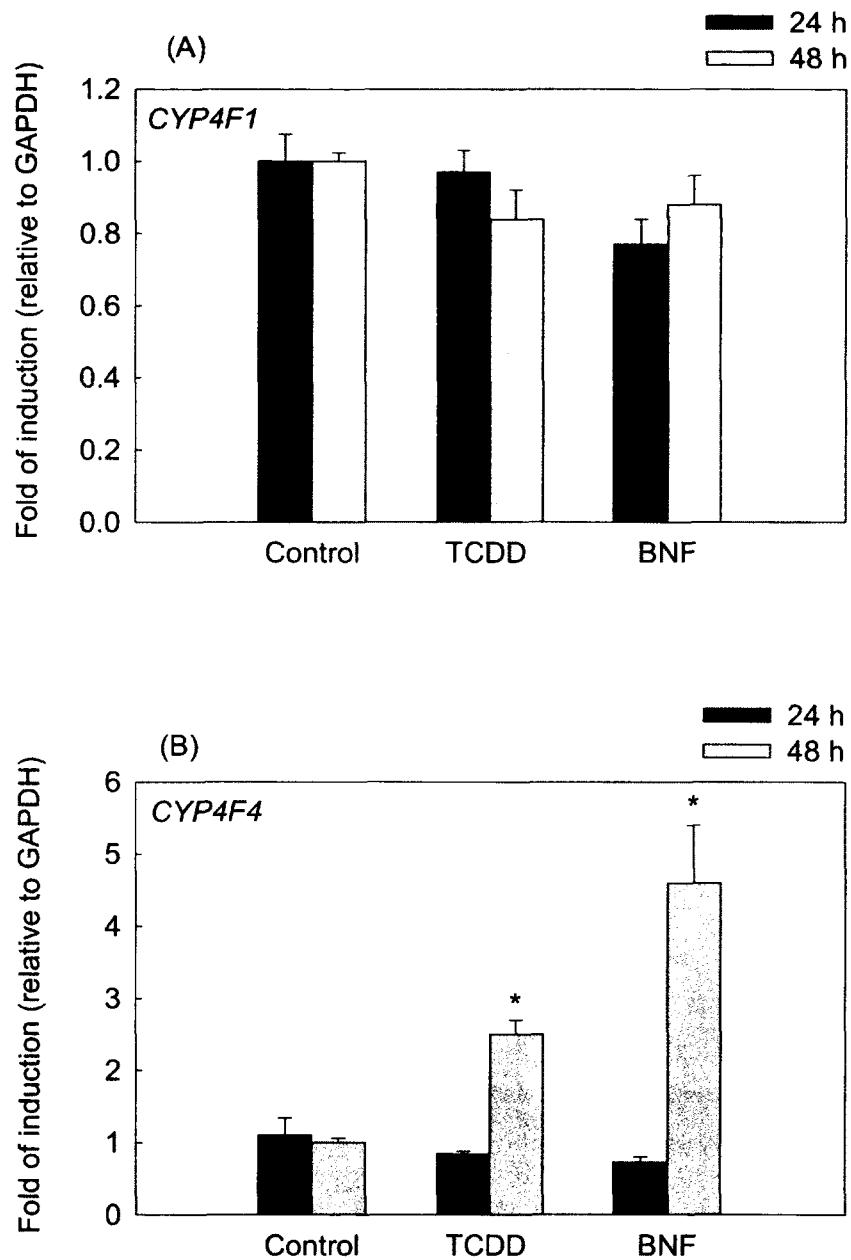 24 h
48 h
(A)
CYP4F1
Fold of induction (relative to GAPDH)
1.2
1.0
0.8
0.6
0.4
0.2
0.0
Control TCDD BNF
24 h
48 h
(B)
CYP4F4
Fold of induction (relative to GAPDH)
6
5
4
3
2
1
0
*
*
Control TCDD BNF